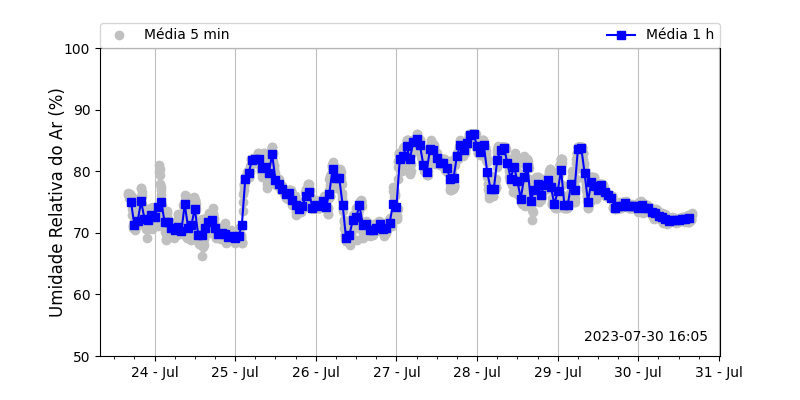 Média 5 min
Média 1 h
Umidade Relativa do Ar (%)
100
90
80
70
60
50
2023-07-30 16:05
24 - Jul
25 - Jul
26 - Jul
27 - Jul
28 - Jul
29 - Jul
30 - Jul
31 - Jul